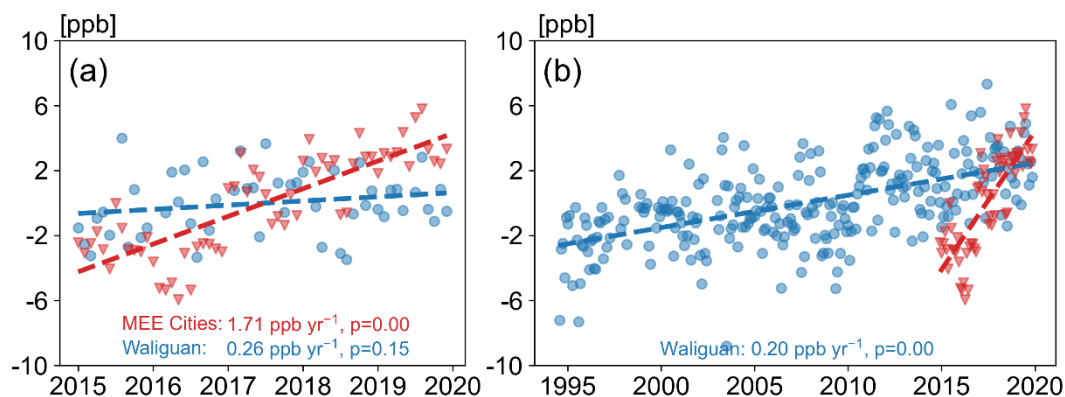 [ppb]
10
6
2
-2
-6
-10
(a)
MEE Cities: 1.71 ppb yr⁻¹, p=0.00
Waliguan: 0.26 ppb yr⁻¹, p=0.15
2015 2016 2017 2018 2019 2020
[ppb]
10
6
2
-2
-6
-10
(b)
Waliguan: 0.20 ppb yr⁻¹, p=0.00
1995 2000 2005 2010 2015 2020